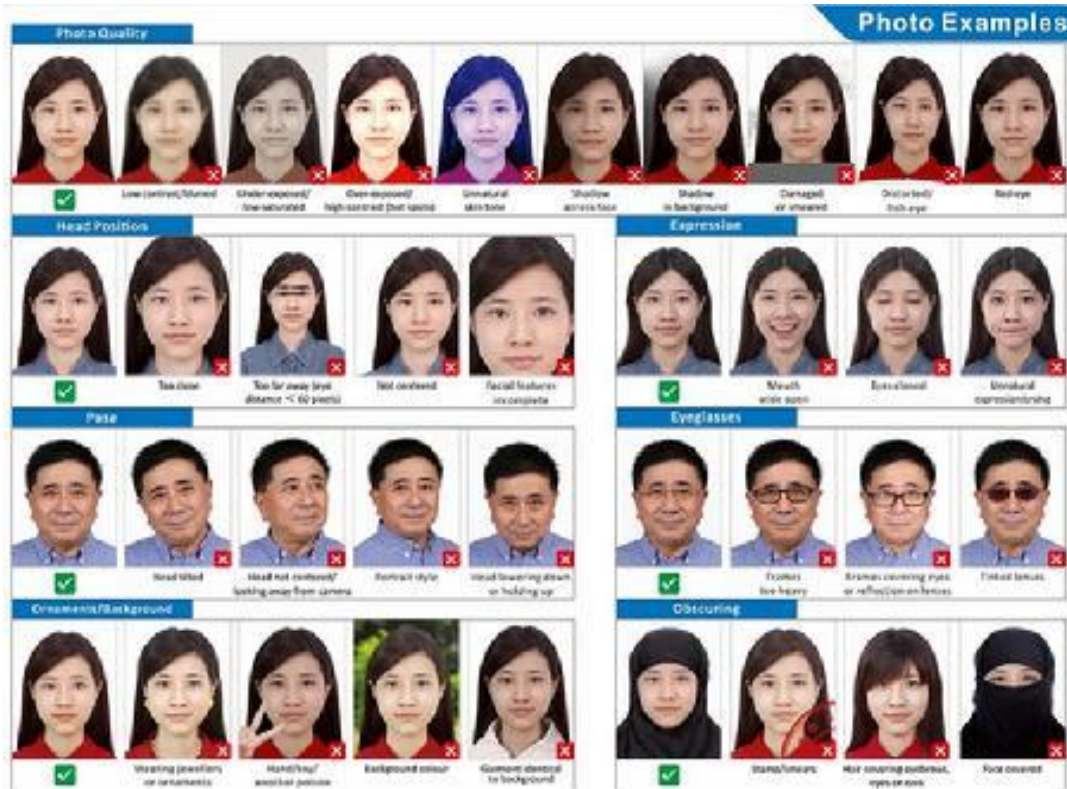 Photo Examples
Photo Quality
Low contrast/blurred
Under-exposed/
low-saturated
Over-exposed/
high contrast (hot spots)
Unnatural
skin tone
Shadow
across face
Shadow
in background
Damaged
or smeared
Distorted/
fish eye
Red eye
Head Position
Too close
Too far away (eye
distance < 60 pixels)
Not centered
Facial features
incomplete
Expression
Mouth
wide open
Eyes closed
Unnatural
Pose
Head tilted
Head not centered/
looking away from camera
Portrait style
Head lowering down
or holding up
Eyeglasses
Frames
too heavy
Frames covering eyes
or reflection on lenses
Tinted lenses
Ornaments/Background
Wearing jewellery
or ornaments
Hand/toy/
another person
Background colour
Garment identical
to background
Obscuring
Stains/smears
Hair covering eyebrows,
eyes or ears
Face covered